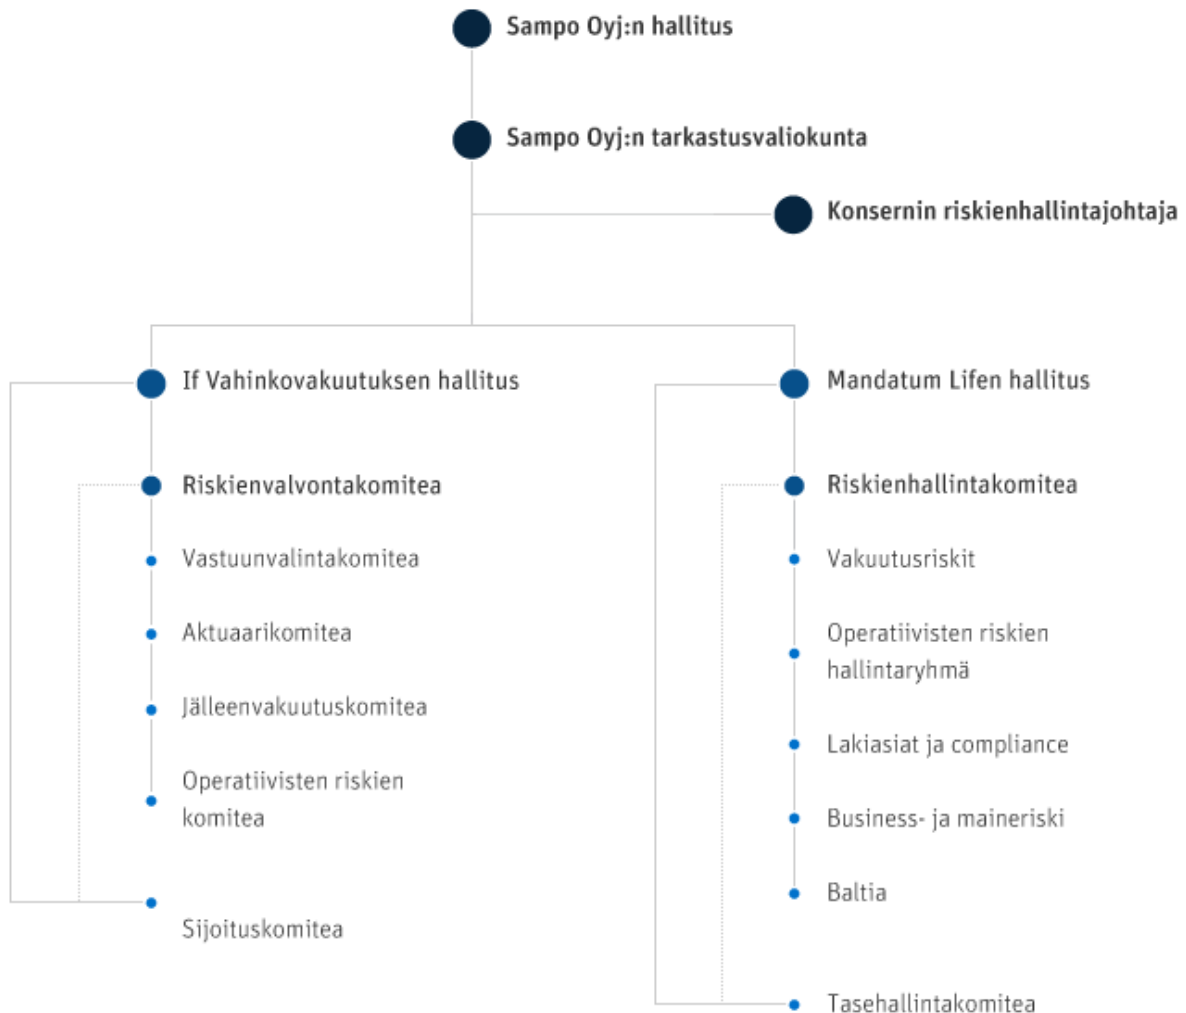 Sampo Oyj:n hallitus
Sampo Oyj:n tarkastusvaliokunta
Konsernin riskienhallintajohtaja
If Vahinkovakuutuksen hallitus
Riskienvalvontakomitea
Vastuunvalintakomitea
Aktuaarikomitea
Jälleenvakuutuskomitea
Operatiivisten riskien
komitea
Sijoituskomitea
Mandatum Lifen hallitus
Riskienhallintakomitea
Vakuutusriskit
Operatiivisten riskien
hallintaryhmä
Lakiasiat ja compliance
Business- ja maineriski
Baltia
Tasehallintakomitea